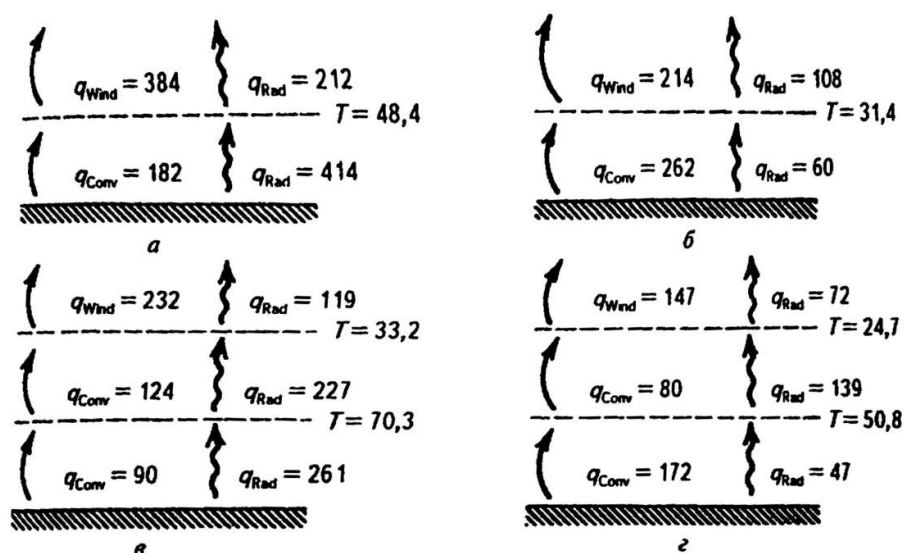 q_Wind = 384
q_Rad = 212
T = 48,4
q_Conv = 182
q_Rad = 414
а
q_Wind = 214
q_Rad = 108
T = 31,4
q_Conv = 262
q_Rad = 60
б
q_Wind = 232
q_Rad = 119
T = 33,2
q_Conv = 124
q_Rad = 227
T = 70,3
q_Conv = 90
q_Rad = 261
в
q_Wind = 147
q_Rad = 72
T = 24,7
q_Conv = 80
q_Rad = 139
T = 50,8
q_Conv = 172
q_Rad = 47
г